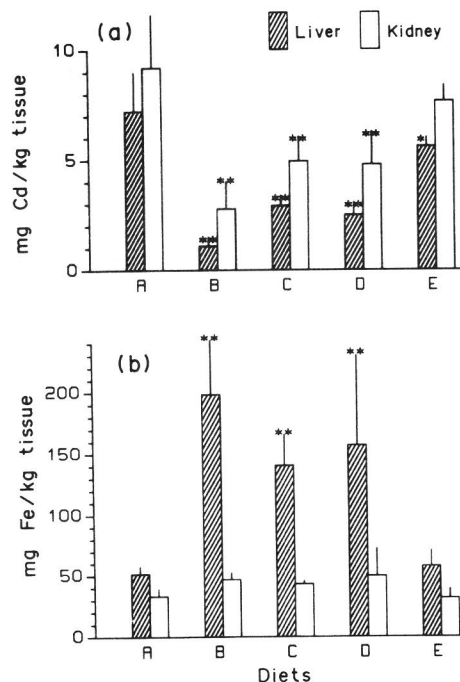 (a)
Liver
Kidney
mg Cd/kg tissue
10
5
0
**
**
**
**
**
**
*
A
B
C
D
E
(b)
mg Fe/kg tissue
200
150
100
50
0
**
**
**
A
B
C
D
E
Diets